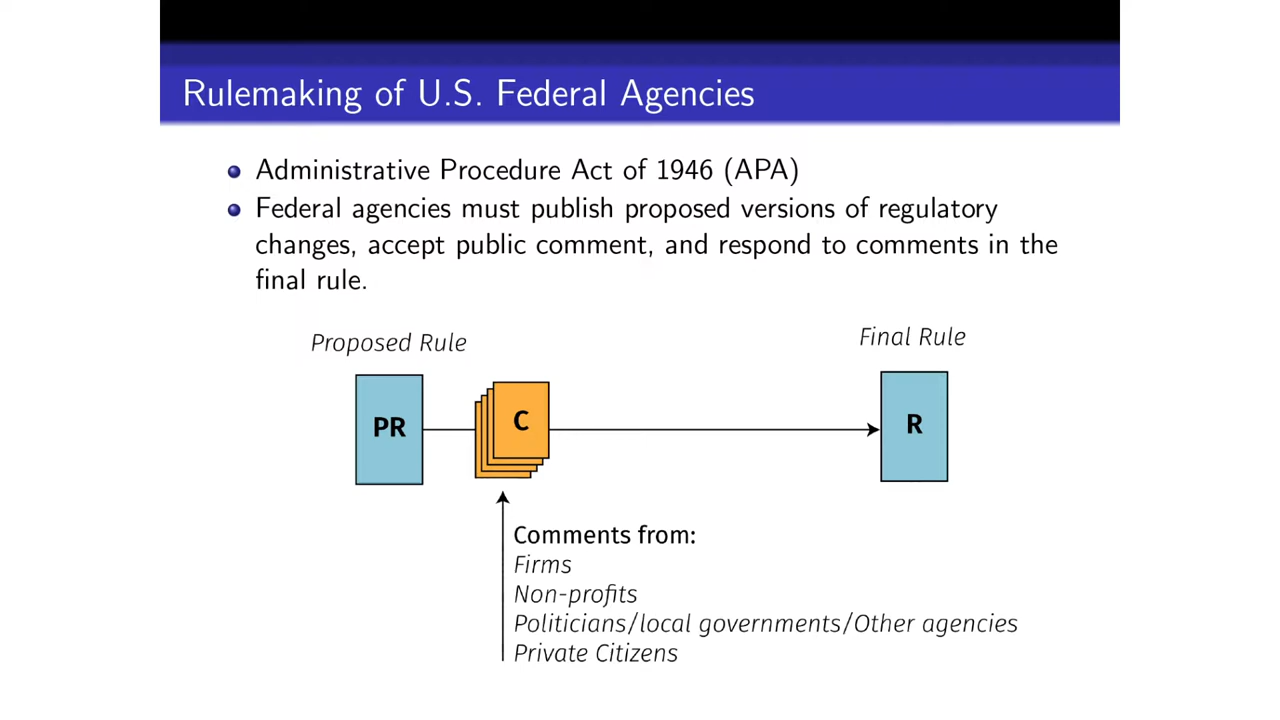 Rulemaking of U.S. Federal Agencies
Administrative Procedure Act of 1946 (APA)
Federal agencies must publish proposed versions of regulatory
changes, accept public comment, and respond to comments in the
final rule.
Proposed Rule
Final Rule
PR
C
R
Comments from:
Firms
Non-profits
Politicians/local governments/Other agencies
Private Citizens